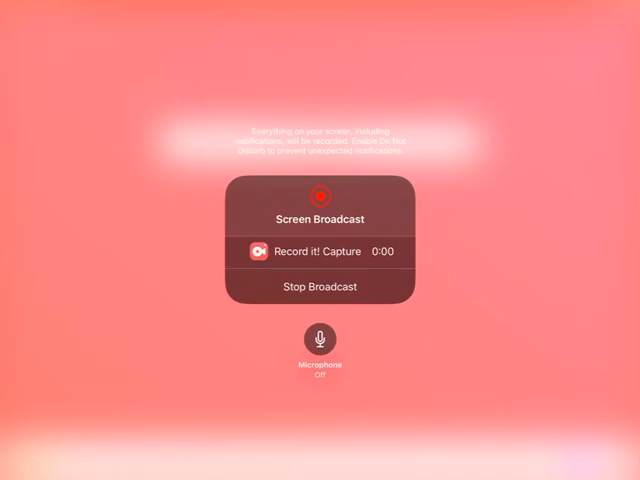 Everything on your screen, including
notifications, will be recorded. Enable Do Not
Disturb to prevent unexpected notifications.
Screen Broadcast
Record it! Capture 0:00
Stop Broadcast
Microphone
Off